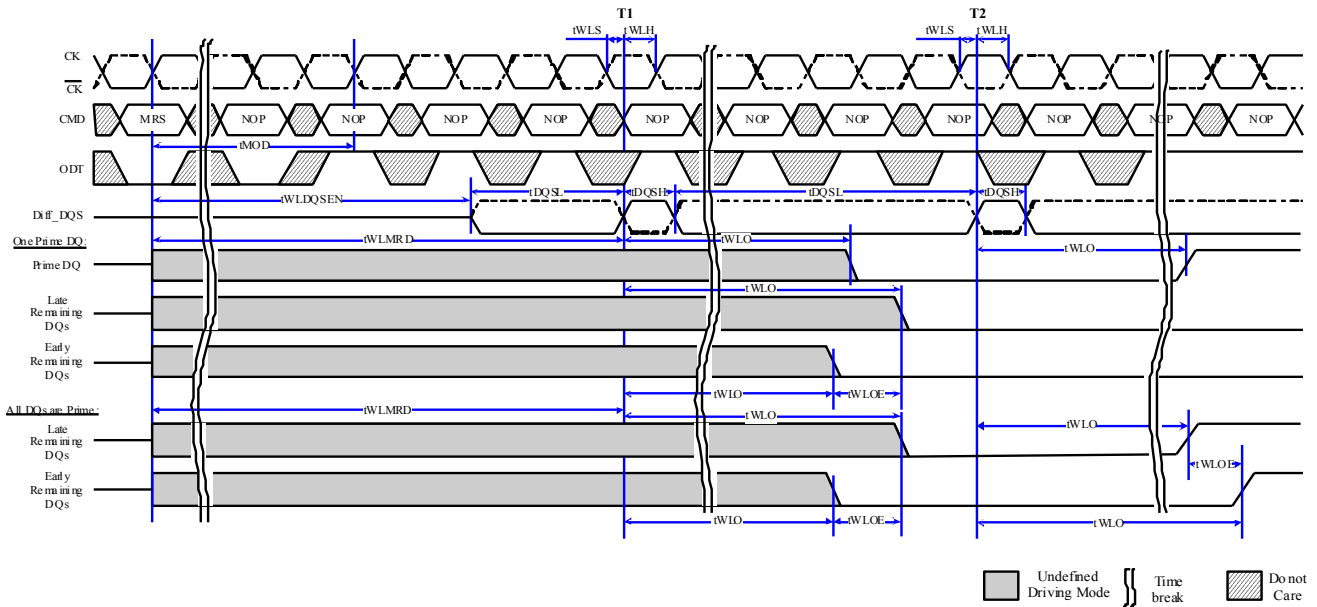 T1 T2
tWLS tWLH tWLS tWLH
CK
CK
CMD MRS NOP NOP NOP NOP NOP NOP NOP NOP NOP NOP
tMOD
ODT
tWLDQSEN tDQSL tDQSH tDQSL tDQSH
Diff_DQS
tWLMRD tWLO
One Prime DQ:
tWLO
Prime DQ
tWLO
Late
Remaining
DQs
Early
Remaining
DQs
tWLO tWLOE
All DQs are Prime:
tWLMRD tWLO
tWLO
Late
Remaining
DQs
tWLOE
Early
Remaining
DQs
tWLO tWLOE tWLO
Undefined
Driving Mode
Time
break
Do not
Care